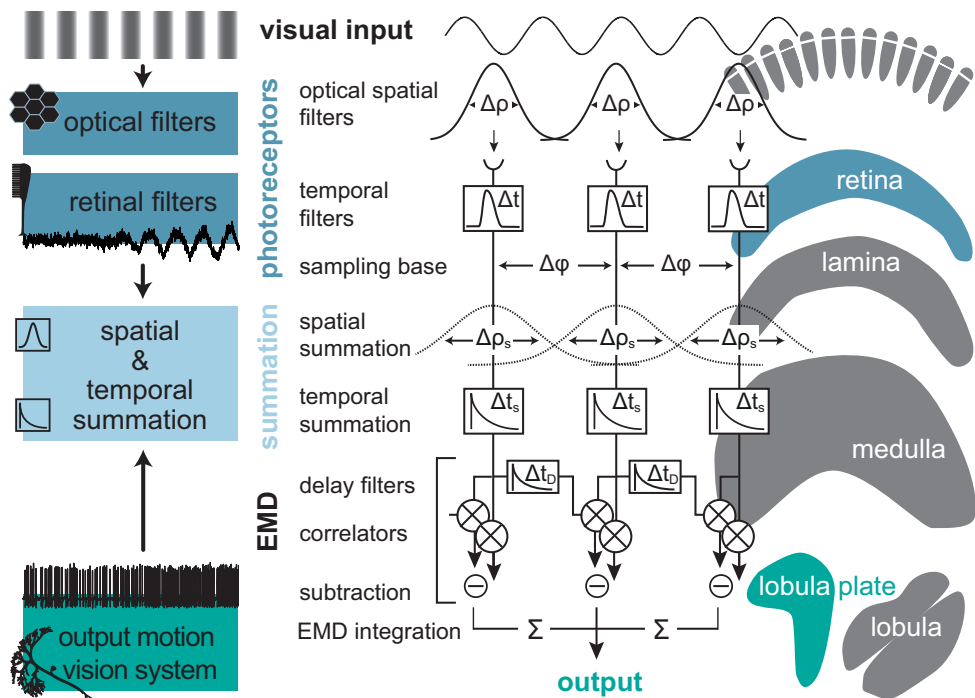 visual input
optical filters
retinal filters
spatial
&
temporal
summation
output motion
vision system
photoreceptors
summation
EMD
optical spatial
filters
Δρ Δρ Δρ
temporal
filters
Δt Δt Δt
sampling base
Δφ Δφ
spatial
summation
Δρs Δρs Δρs
temporal
summation
Δts Δts Δts
delay filters
ΔtD ΔtD
correlators
subtraction
EMD integration
Σ Σ
output
retina
lamina
medulla
lobula plate
lobula